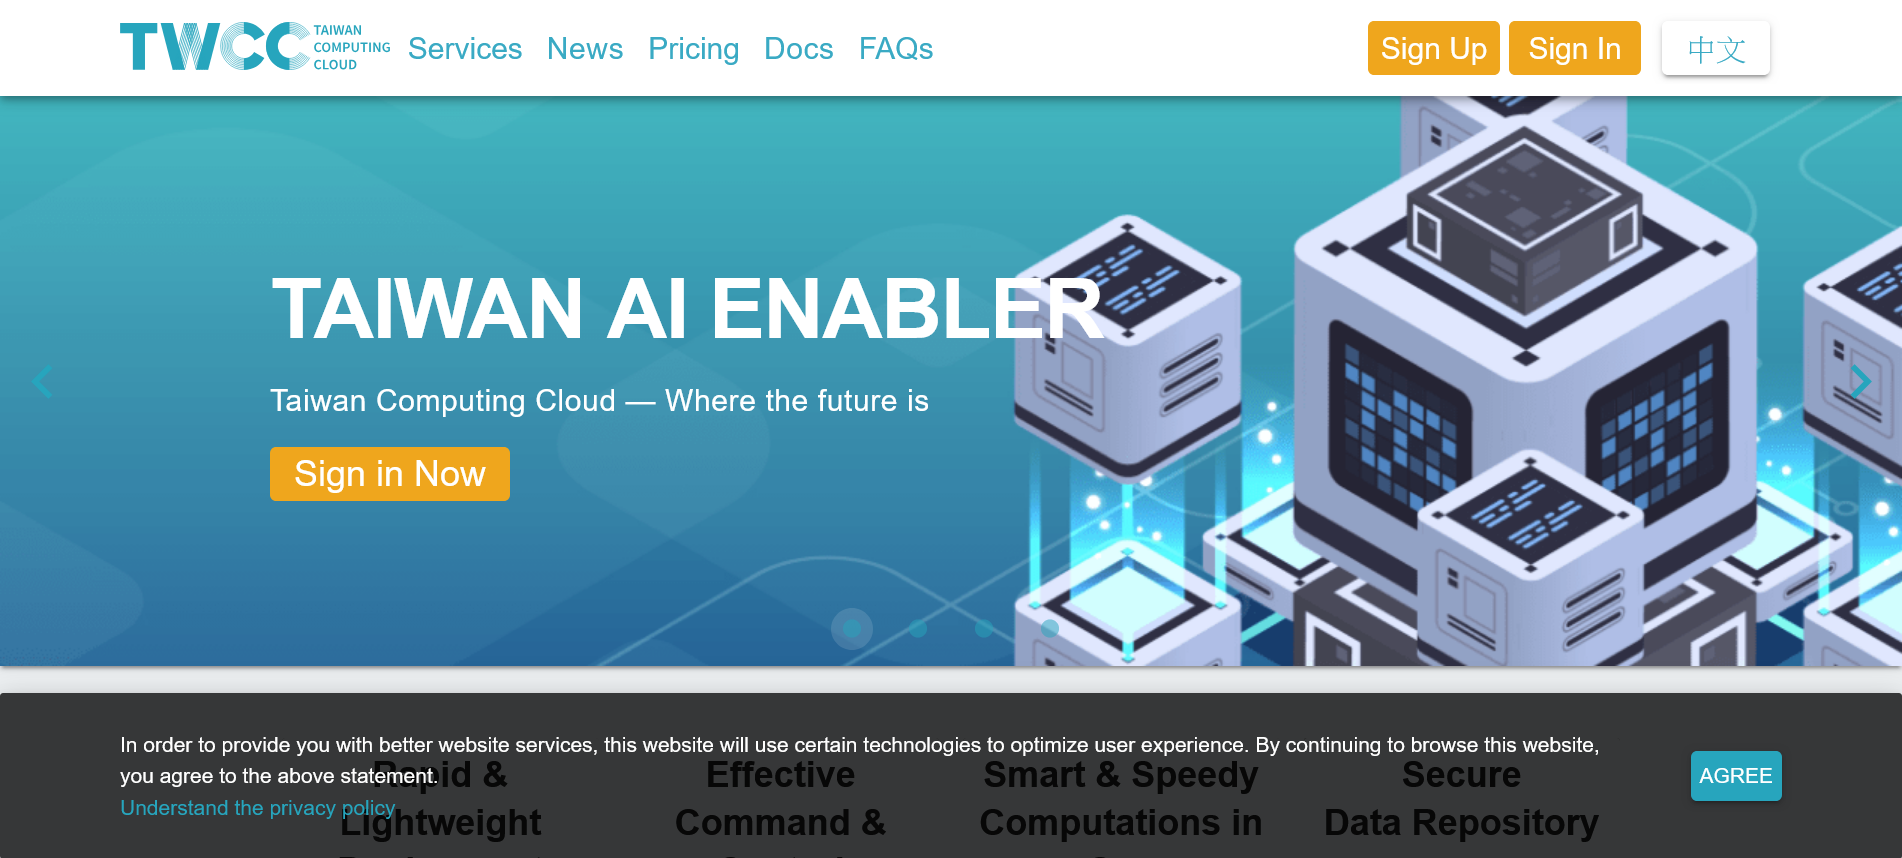 TWCC TAIWAN COMPUTING CLOUD
Services News Pricing Docs FAQs
Sign Up Sign In 中文
TAIWAN AI ENABLER
Taiwan Computing Cloud — Where the future is
Sign in Now
In order to provide you with better website services, this website will use certain technologies to optimize user experience. By continuing to browse this website,
you agree to the above statement.
Understand the privacy policy
AGREE
Rapid &
Lightweight
Effective
Command &
Smart & Speedy
Computations in
Secure
Data Repository